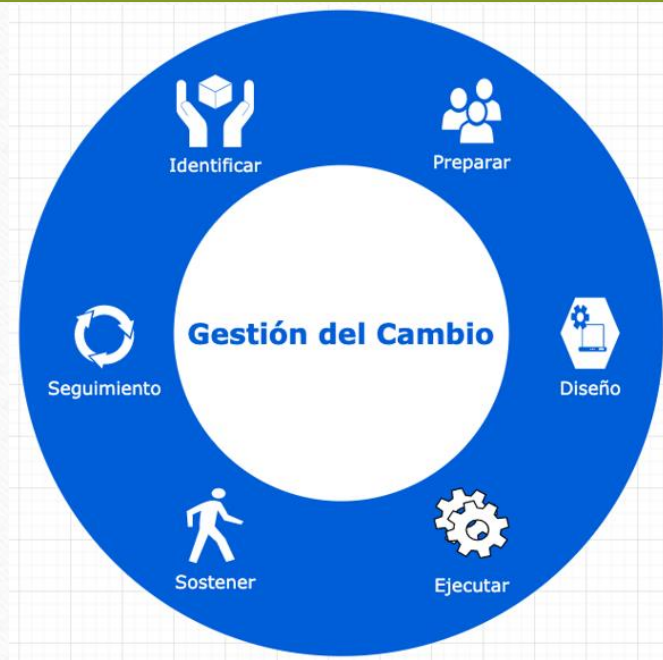 Identificar
Preparar
Gestión del Cambio
Seguimiento
Diseño
Sostener
Ejecutar